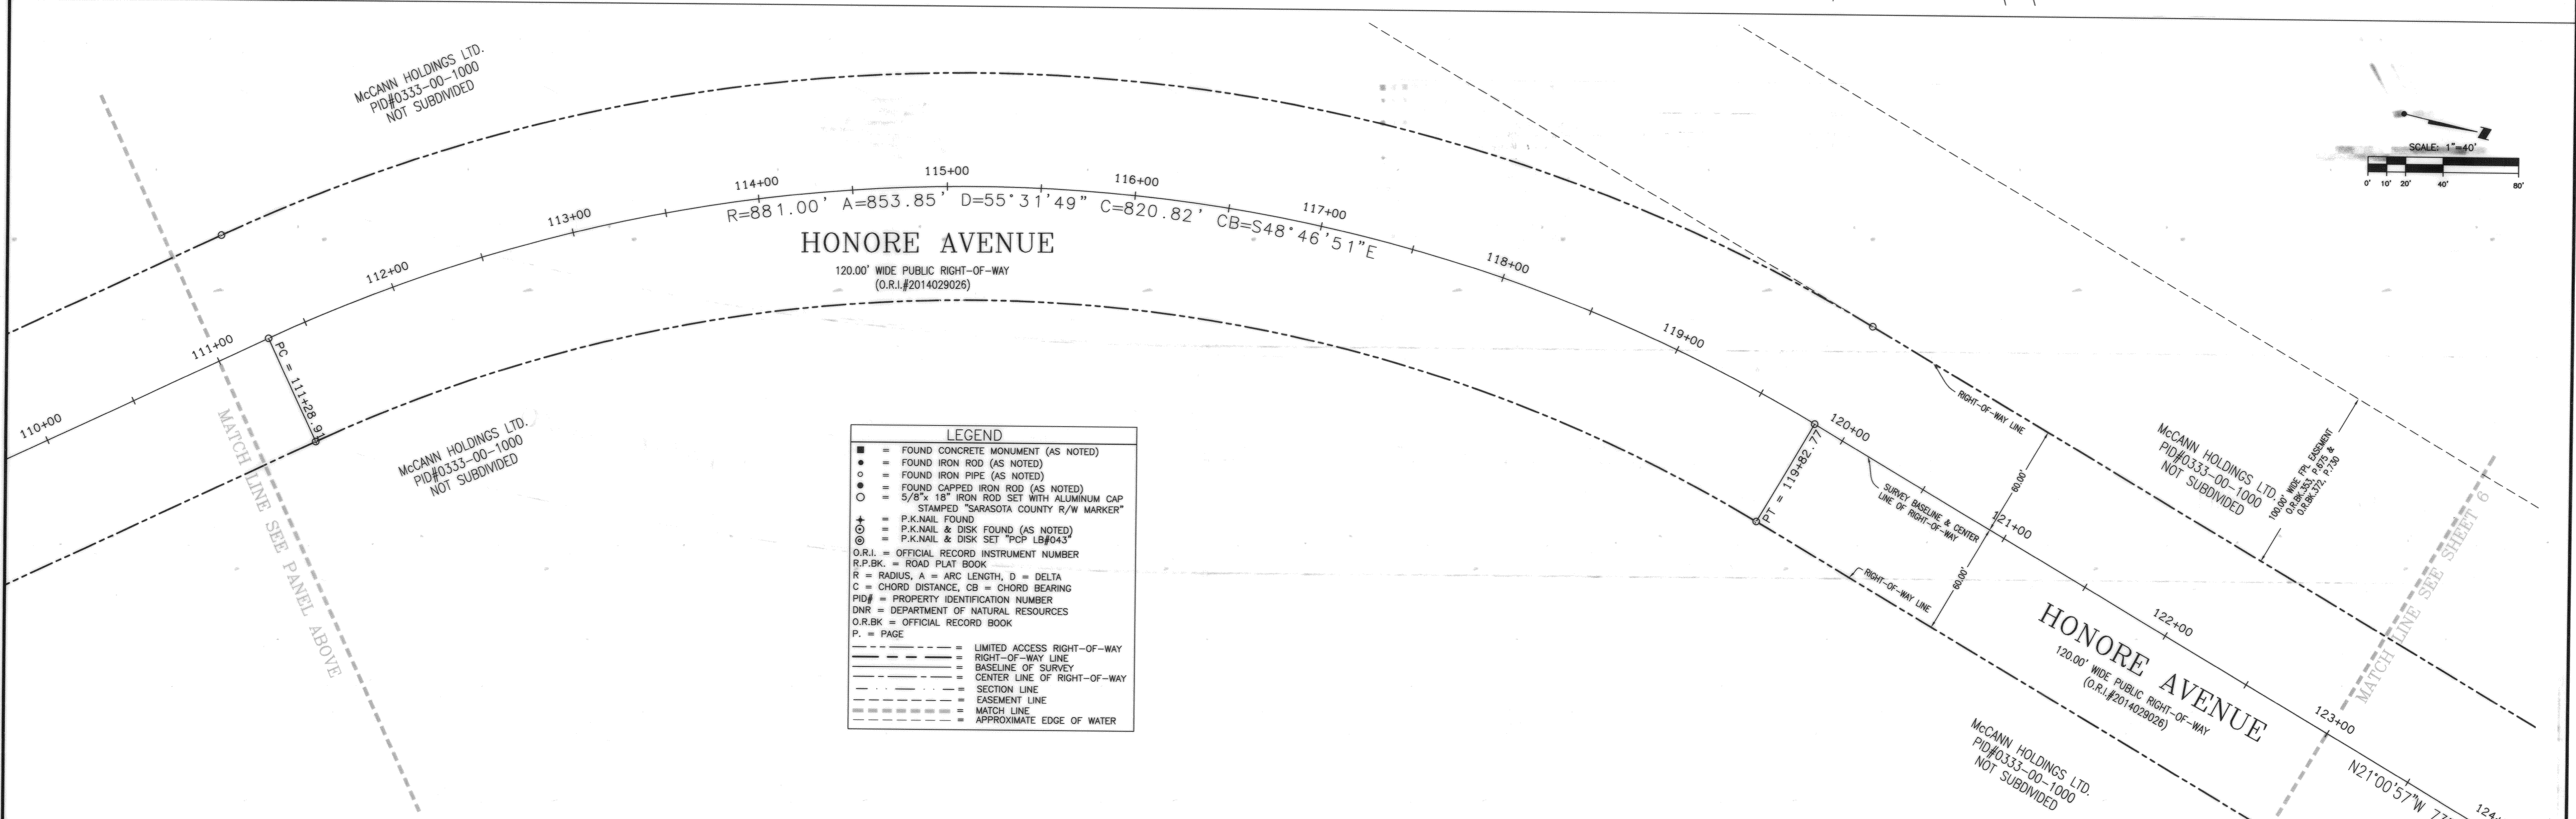 McCANN HOLDINGS LTD.
PID#0333-00-1000
NOT SUBDIVIDED
110+00
111+00
112+00
113+00
114+00
115+00
116+00
117+00
118+00
119+00
120+00
121+00
122+00
123+00
R=881.00' A=853.85' D=55°31'49" C=820.82' CB=S48°46'51"E
HONORE AVENUE
120.00' WIDE PUBLIC RIGHT-OF-WAY
(O.R.I.#2014029026)
PC = 111+28.91
MATCH LINE SEE PANEL ABOVE
McCANN HOLDINGS LTD.
PID#0333-00-1000
NOT SUBDIVIDED
LEGEND
= FOUND CONCRETE MONUMENT (AS NOTED)
= FOUND IRON ROD (AS NOTED)
= FOUND IRON PIPE (AS NOTED)
= FOUND CAPPED IRON ROD (AS NOTED)
= 5/8"x 18" IRON ROD SET WITH ALUMINUM CAP
STAMPED "SARASOTA COUNTY R/W MARKER"
= P.K.NAIL FOUND
= P.K.NAIL & DISK FOUND (AS NOTED)
= P.K.NAIL & DISK SET "PCP LB#043"
O.R.I. = OFFICIAL RECORD INSTRUMENT NUMBER
R.P.BK. = ROAD PLAT BOOK
R = RADIUS, A = ARC LENGTH, D = DELTA
C = CHORD DISTANCE, CB = CHORD BEARING
PID# = PROPERTY IDENTIFICATION NUMBER
DNR = DEPARTMENT OF NATURAL RESOURCES
O.R.BK = OFFICIAL RECORD BOOK
P. = PAGE
= LIMITED ACCESS RIGHT-OF-WAY
= RIGHT-OF-WAY LINE
= BASELINE OF SURVEY
= CENTER LINE OF RIGHT-OF-WAY
= SECTION LINE
= EASEMENT LINE
= MATCH LINE
= APPROXIMATE EDGE OF WATER
PT = 119+82.77
RIGHT-OF-WAY LINE
SURVEY BASELINE & CENTER
LINE OF RIGHT-OF-WAY
60.00'
60.00'
RIGHT-OF-WAY LINE
N
SCALE: 1"=40'
0' 10' 20' 40' 80'
McCANN HOLDINGS LTD.
PID#0333-00-1000
NOT SUBDIVIDED
100.00' WIDE FPL EASEMENT
O.R.BK.353, P.675 &
O.R.BK.372, P.730
MATCH LINE SEE SHEET 6
HONORE AVENUE
120.00' WIDE PUBLIC RIGHT-OF-WAY
(O.R.I.#2014029026)
McCANN HOLDINGS LTD.
PID#0333-00-1000
NOT SUBDIVIDED
N21°00'57"W